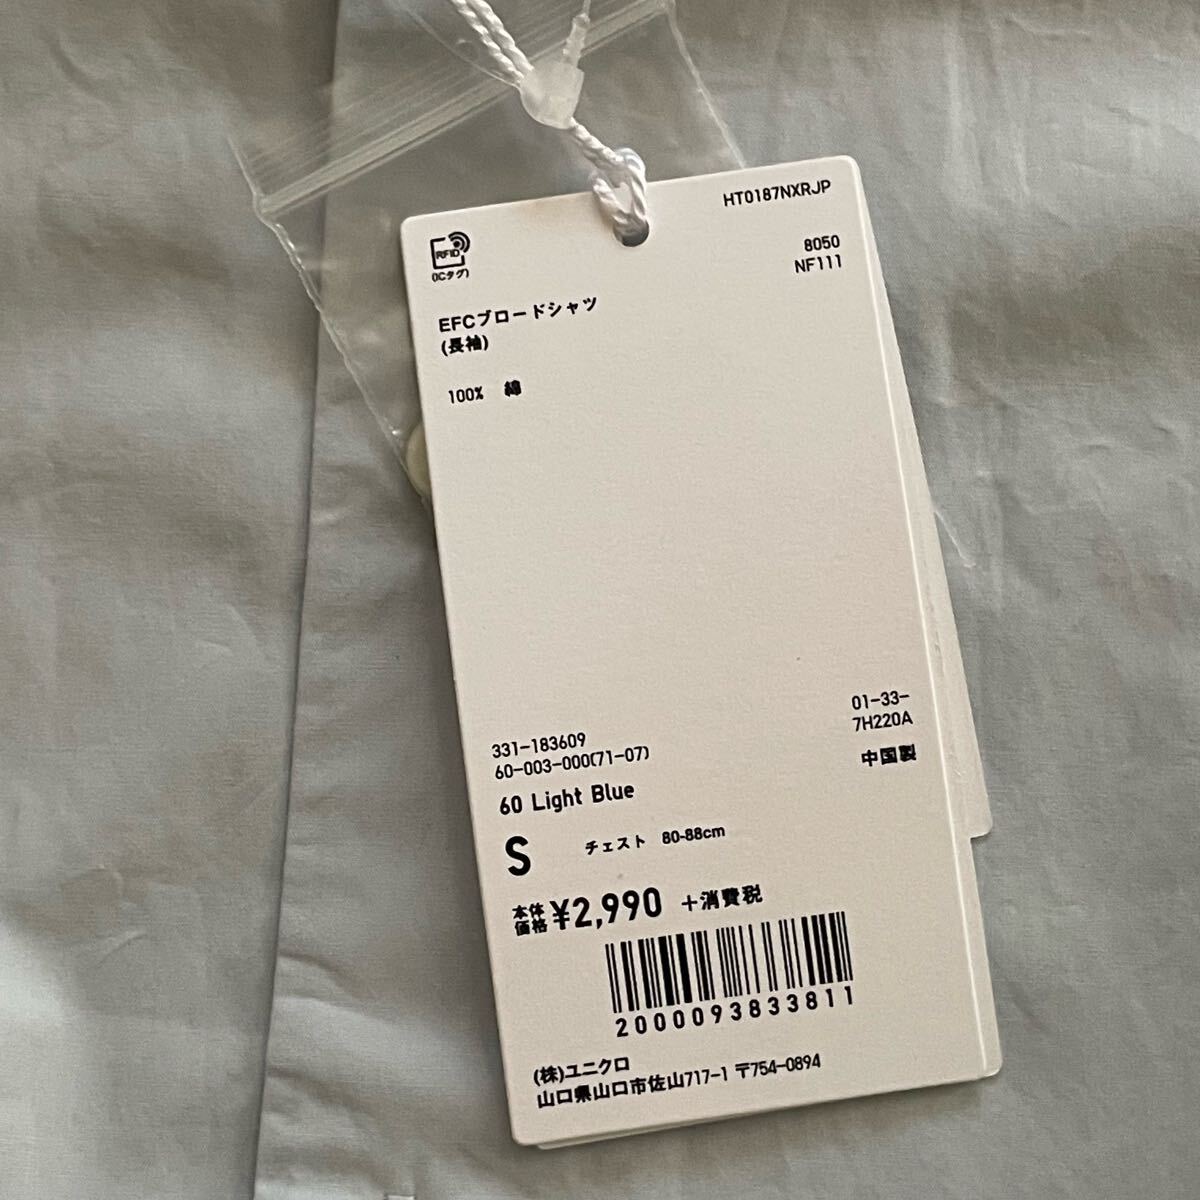 HT0187NXRJP
RFID
(ICタグ)
8050
NF111
EFCブロードシャツ
(長袖)
100% 綿
331-183609
60-003-000(71-07)
01-33-
7H220A
中国製
60 Light Blue
S チェスト 80-88cm
本体価格 ¥2,990 +消費税
2000093833811
(株)ユニクロ
山口県山口市佐山717-1 〒754-0894